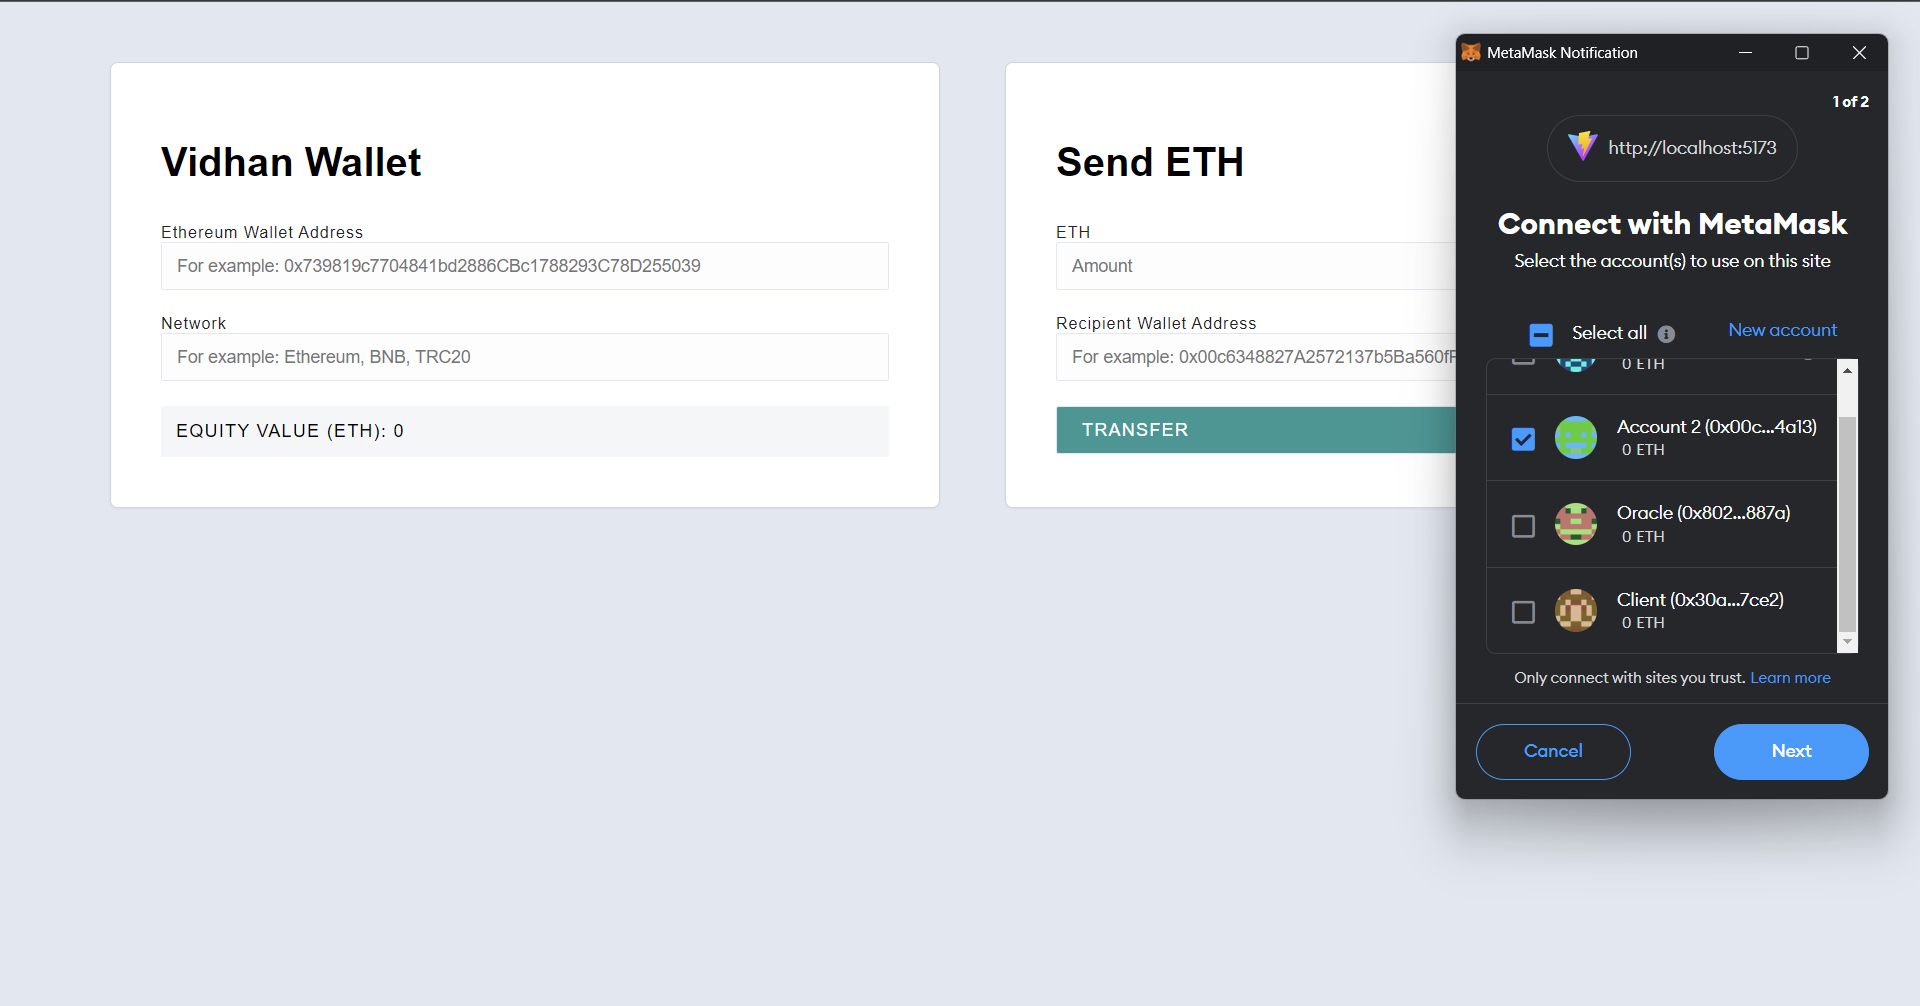 Vidhan Wallet
Ethereum Wallet Address
For example: 0x739819c7704841bd2886CBc1788293C78D255039
Network
For example: Ethereum, BNB, TRC20
EQUITY VALUE (ETH): 0
Send ETH
ETH
Amount
Recipient Wallet Address
For example: 0x00c6348827A2572137b5Ba560fF
TRANSFER
MetaMask Notification
1 of 2
http://localhost:5173
Connect with MetaMask
Select the account(s) to use on this site
Select all
New account
0 ETH
Account 2 (0x00c...4a13)
0 ETH
Oracle (0x802...887a)
0 ETH
Client (0x30a...7ce2)
0 ETH
Only connect with sites you trust. Learn more
Cancel
Next